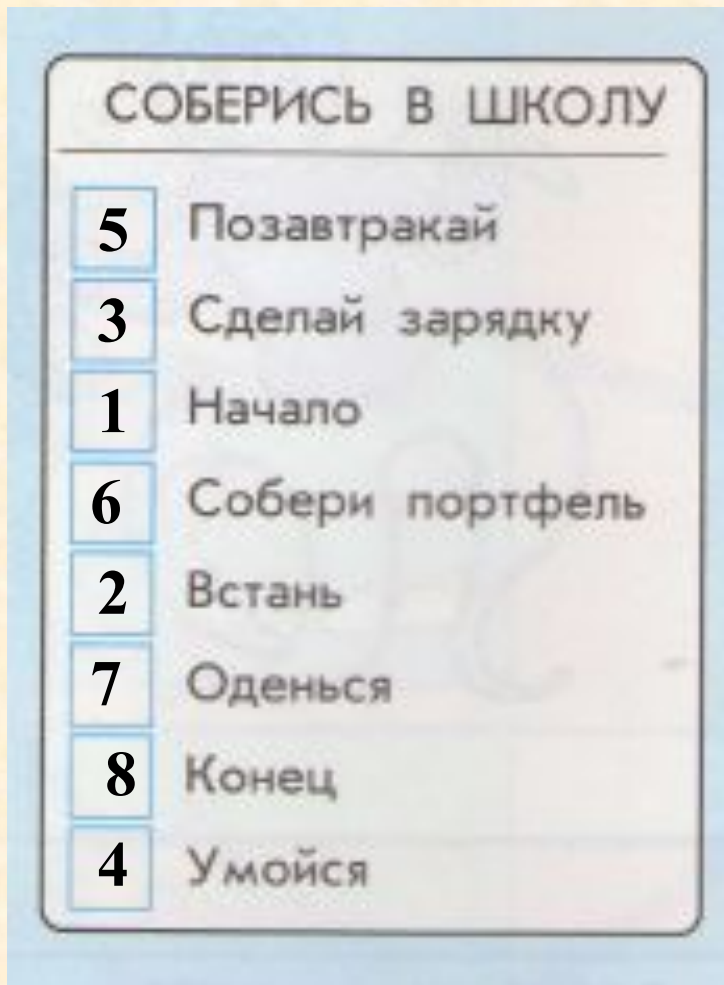 СОБЕРИСЬ В ШКОЛУ
5 Позавтракай
3 Сделай зарядку
1 Начало
6 Собери портфель
2 Встань
7 Оденься
8 Конец
4 Умойся